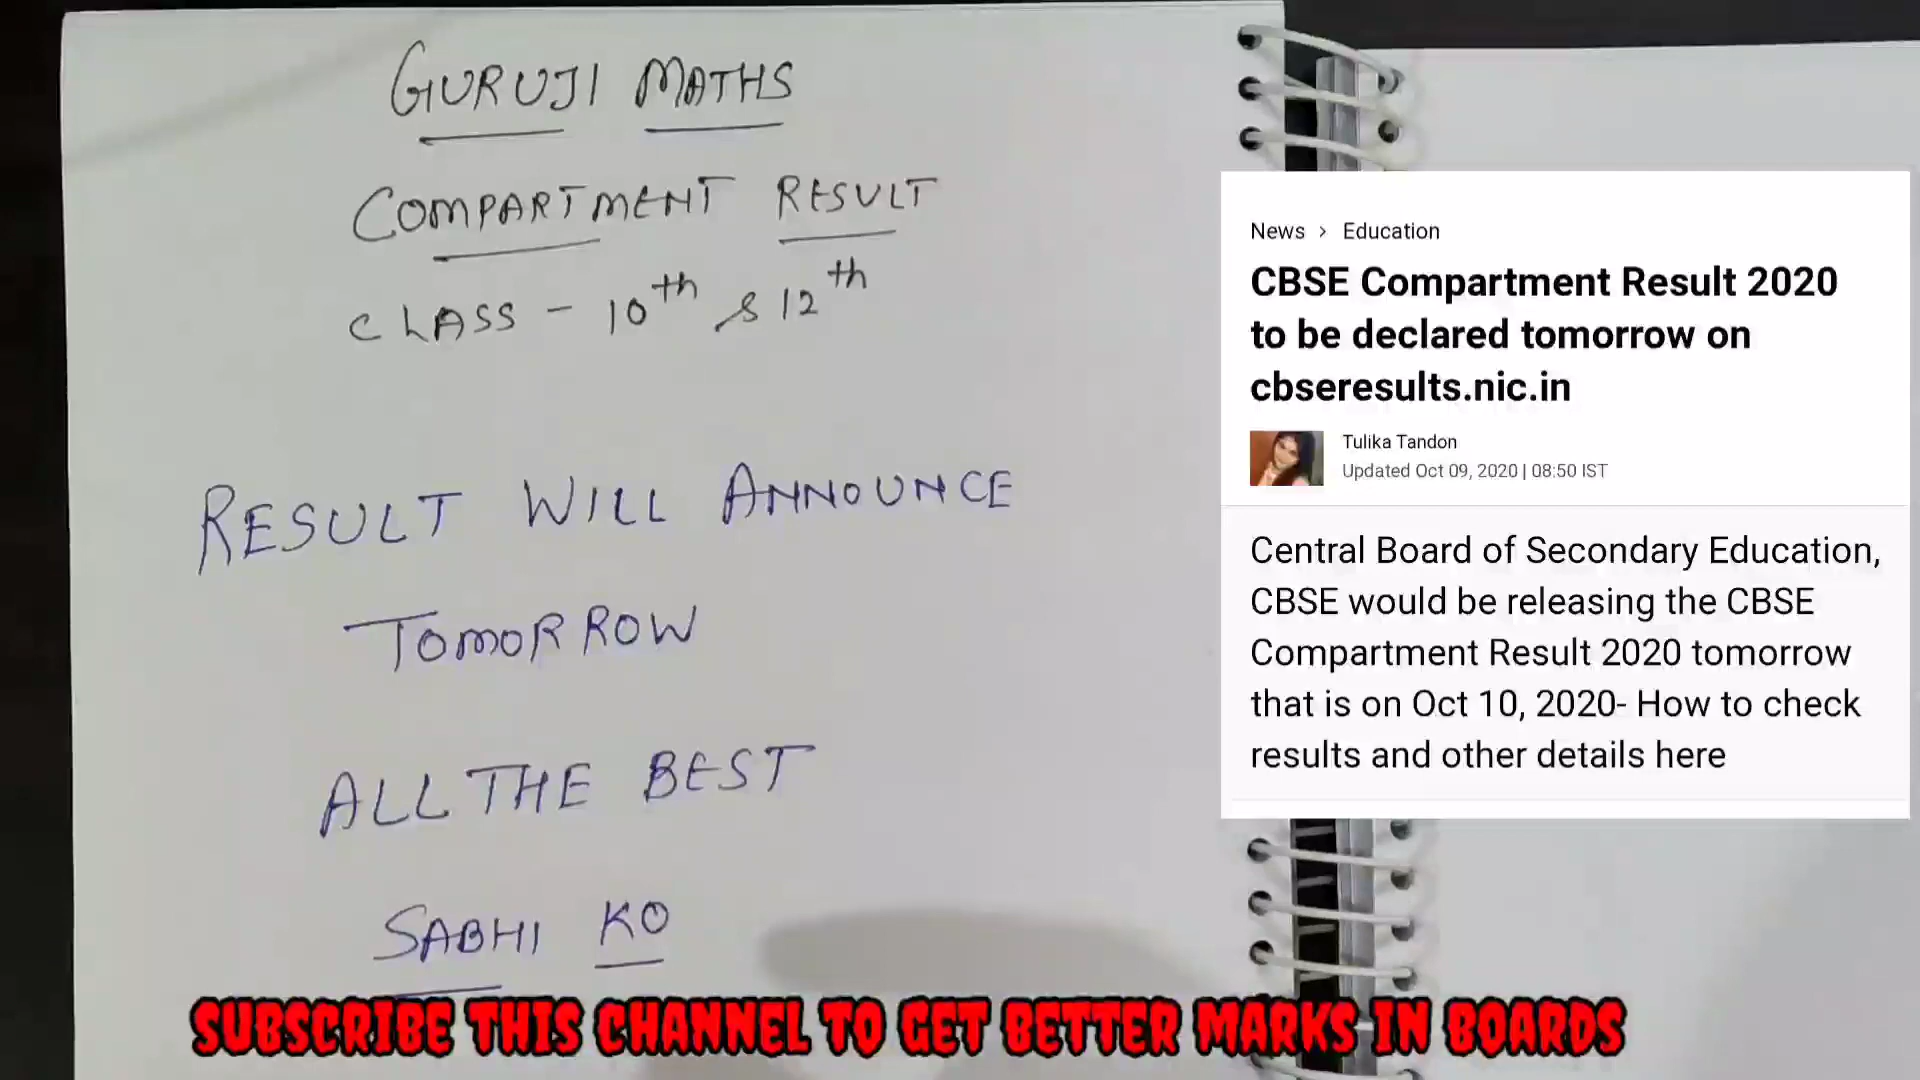 GURUJI MATHS
COMPARTMENT RESULT
CLASS - 10th & 12th
RESULT WILL ANNOUNCE
TOMORROW
ALL THE BEST
SABHI KO
News > Education
CBSE Compartment Result 2020
to be declared tomorrow on
cbseresults.nic.in
Tulika Tandon
Updated Oct 09, 2020 | 08:50 IST
Central Board of Secondary Education,
CBSE would be releasing the CBSE
Compartment Result 2020 tomorrow
that is on Oct 10, 2020- How to check
results and other details here
SUBSCRIBE THIS CHANNEL TO GET BETTER MARKS IN BOARDS